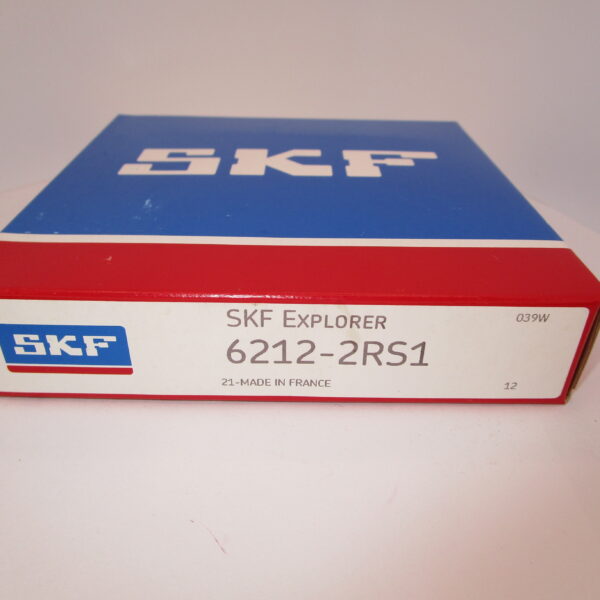 SKF
SKF EXPLORER
039W
SKF
6212-2RS1
21-MADE IN FRANCE
12